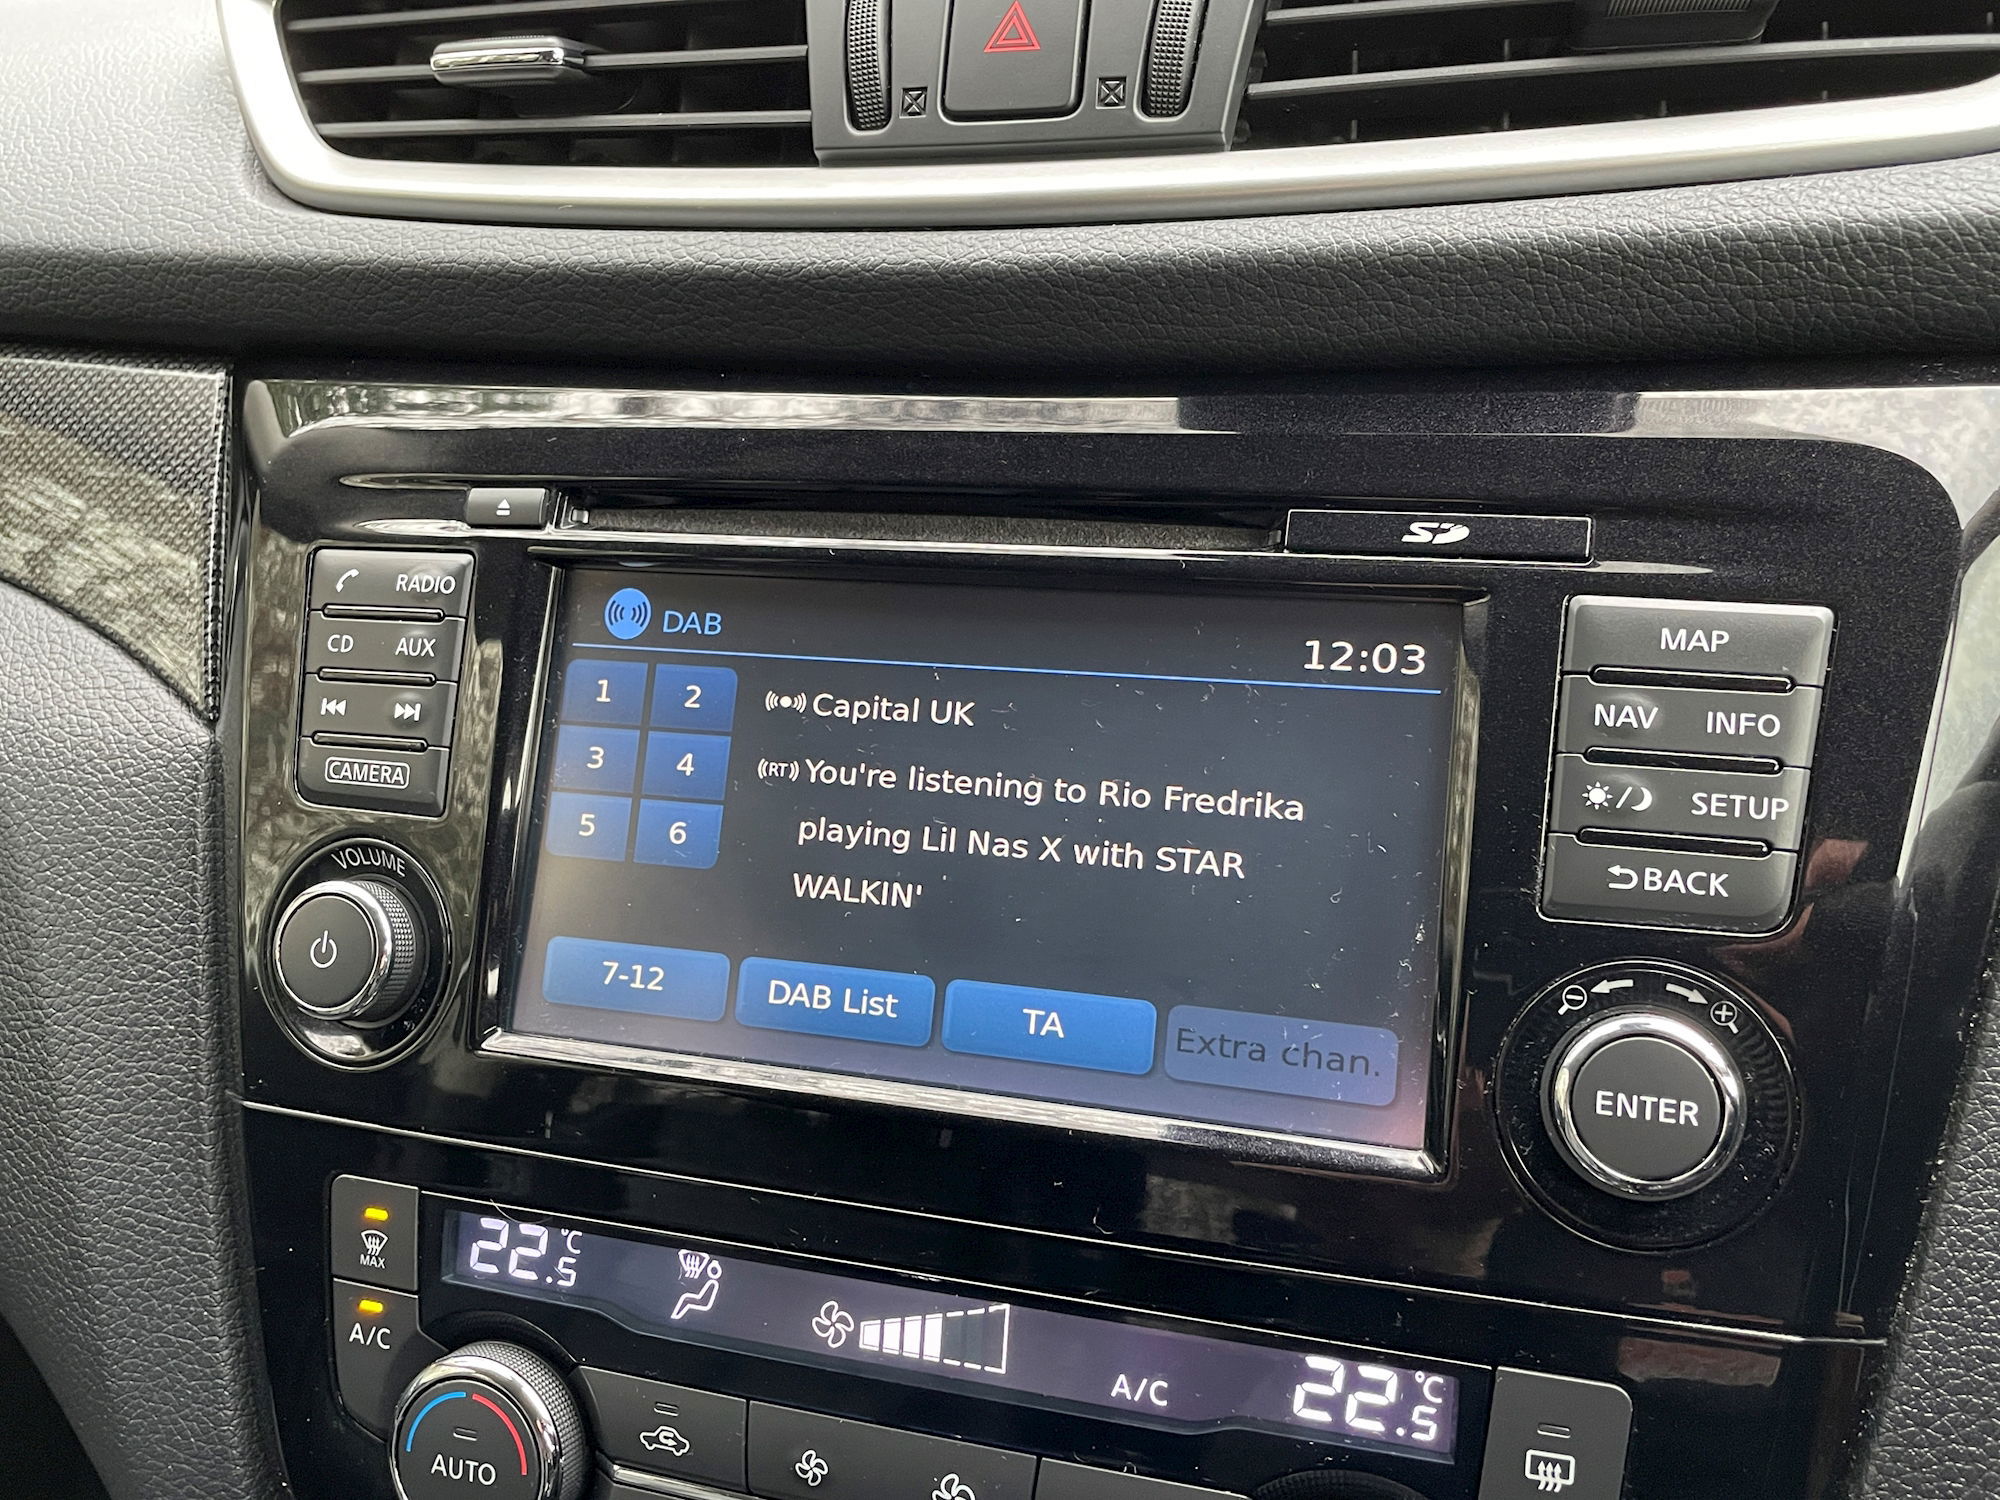 SD
RADIO
CD AUX
CAMERA
VOLUME
DAB
12:03
1 2
3 4
5 6
Capital UK
RT You're listening to Rio Fredrika
playing Lil Nas X with STAR
WALKIN'
7-12 DAB List TA Extra chan.
MAP
NAV INFO
SETUP
BACK
ENTER
MAX
A/C
22.5 °C
A/C
22.5 °C
AUTO